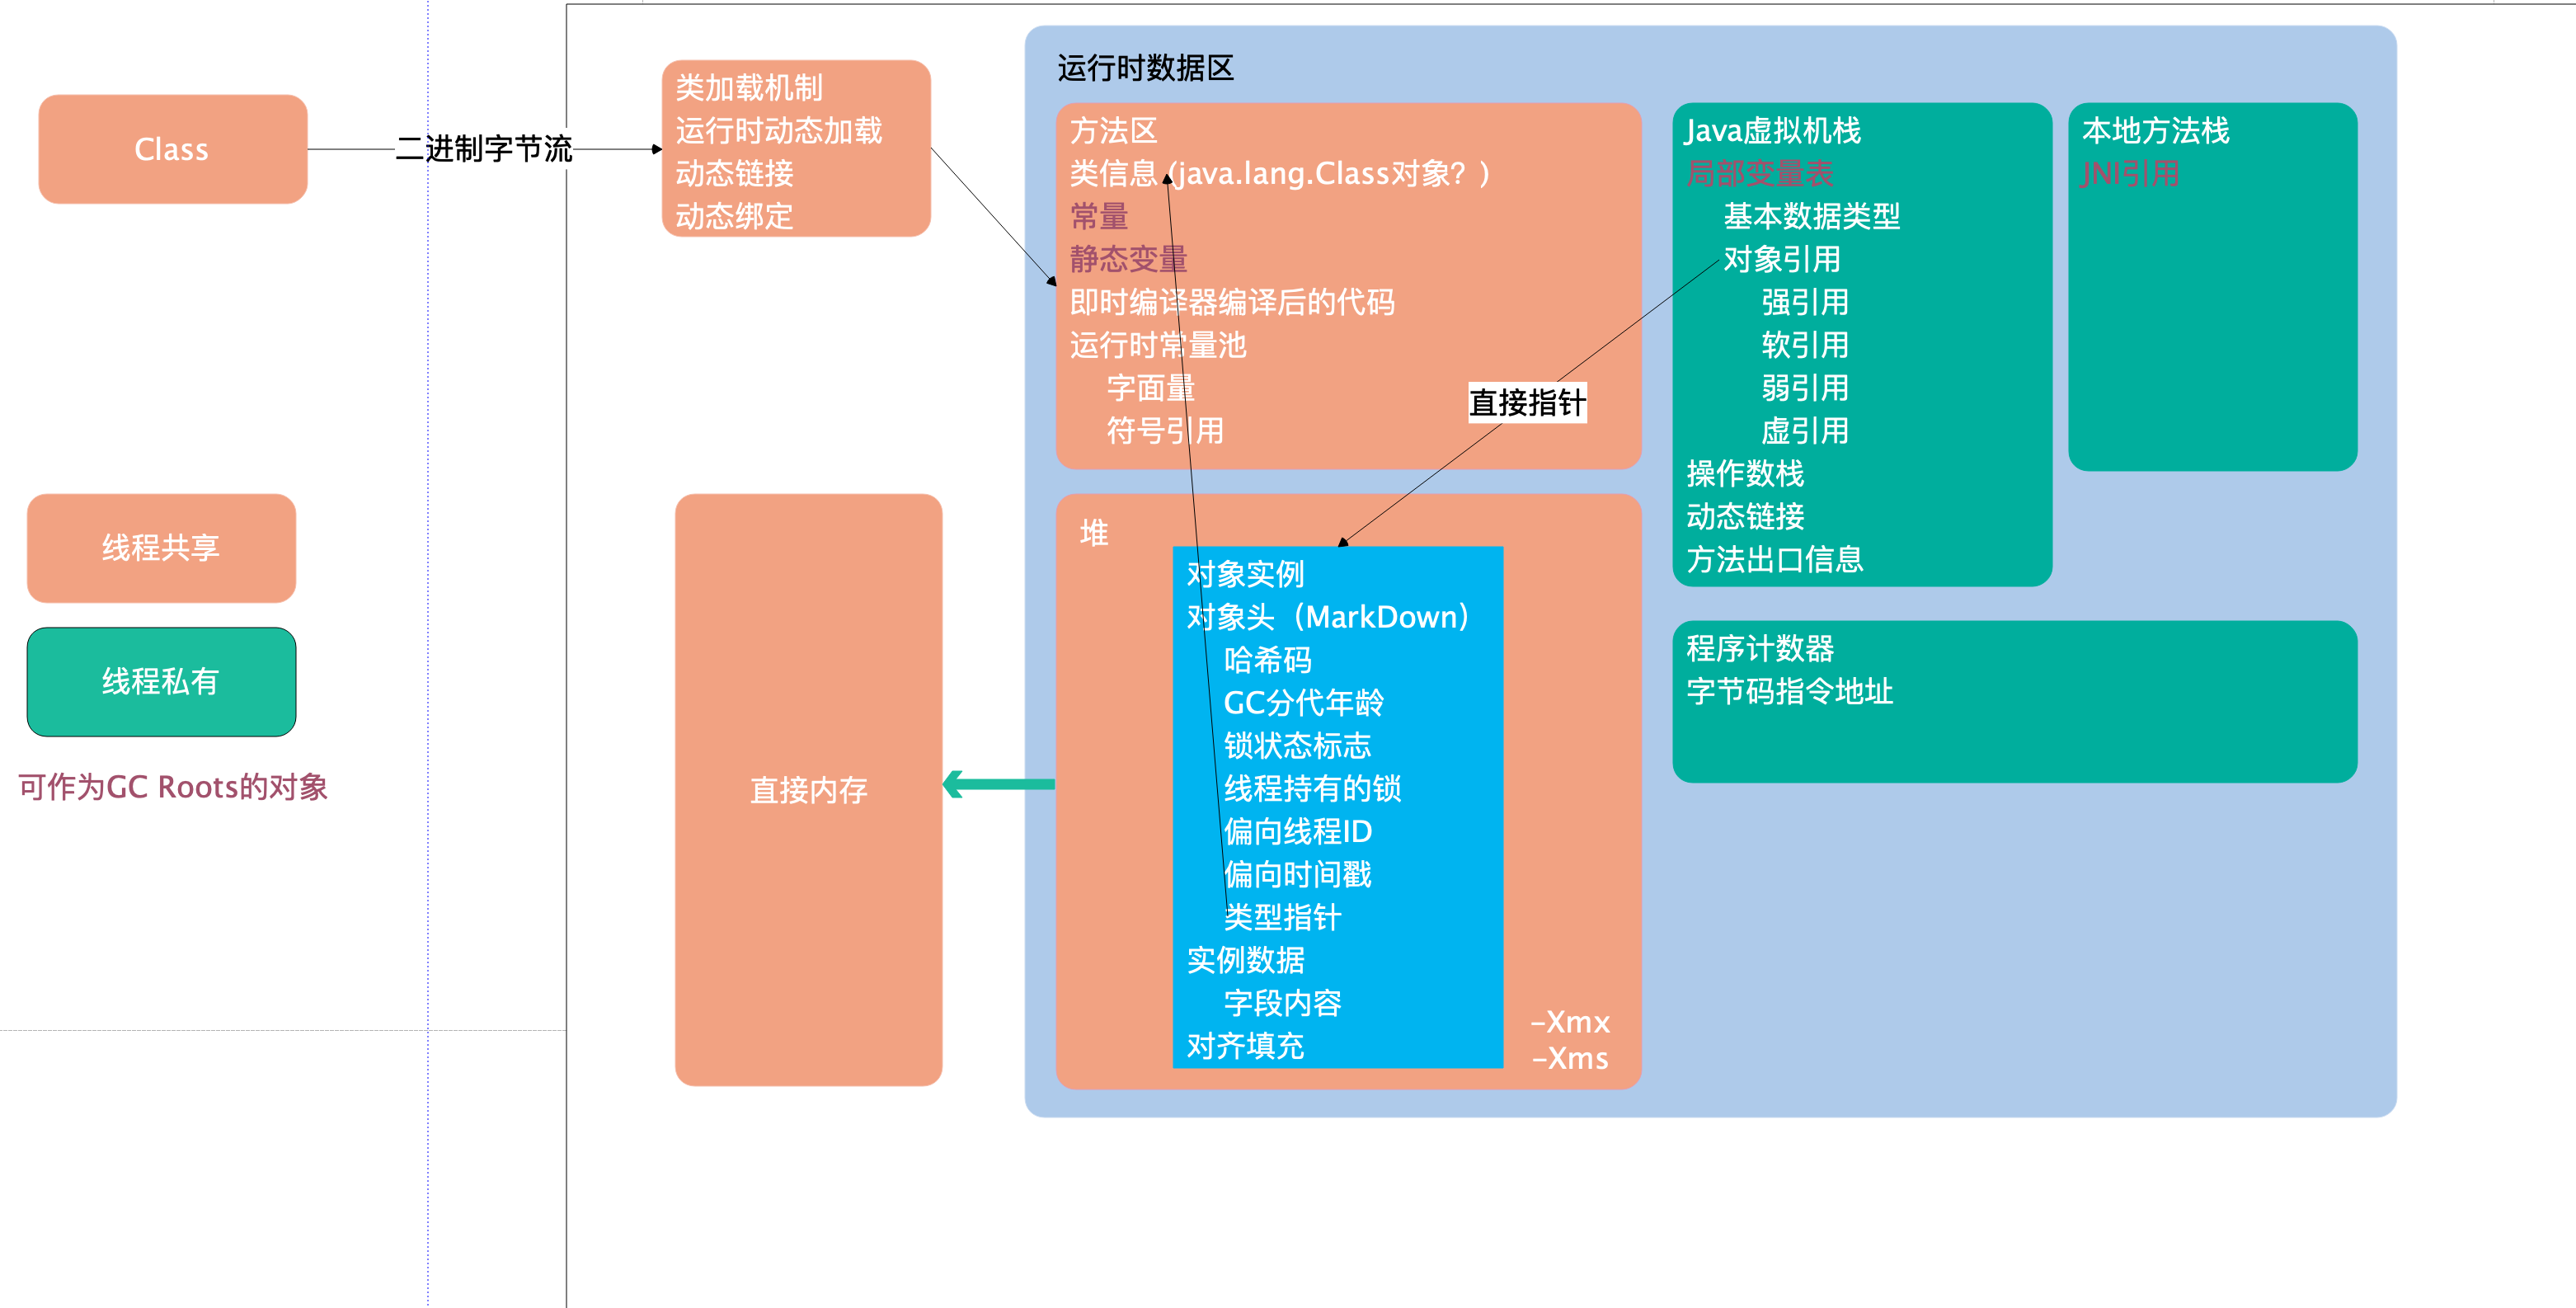 Class
二进制字节流
类加载机制
运行时动态加载
动态链接
动态绑定
线程共享
线程私有
可作为GC Roots的对象
直接内存
运行时数据区
方法区
类信息(java.lang.Class对象？)
常量
静态变量
即时编译器编译后的代码
运行时常量池
字面量
符号引用
直接指针
堆
对象实例
对象头（MarkDown）
哈希码
GC分代年龄
锁状态标志
线程持有的锁
偏向线程ID
偏向时间戳
类型指针
实例数据
字段内容
对齐填充
-Xmx
-Xms
Java虚拟机栈
局部变量表
基本数据类型
对象引用
强引用
软引用
弱引用
虚引用
操作数栈
动态链接
方法出口信息
本地方法栈
JNI引用
程序计数器
字节码指令地址